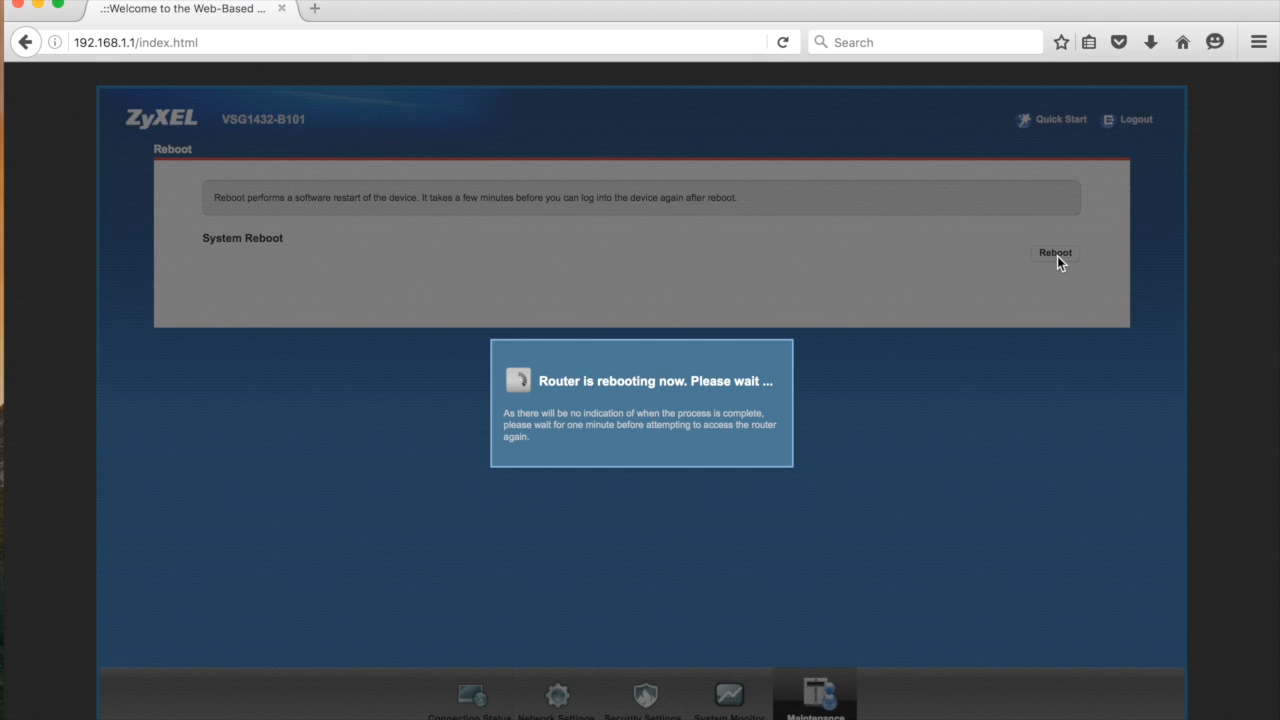 .::Welcome to the Web-Based ...
192.168.1.1/index.html
Search
ZyXEL VSG1432-B101
Quick Start Logout
Reboot
Reboot performs a software restart of the device. It takes a few minutes before you can log into the device again after reboot.
System Reboot
Reboot
Router is rebooting now. Please wait ...
As there will be no indication of when the process is complete,
please wait for one minute before attempting to access the router
again.
Connection Status Network Settings Security Settings System Monitor Maintenance